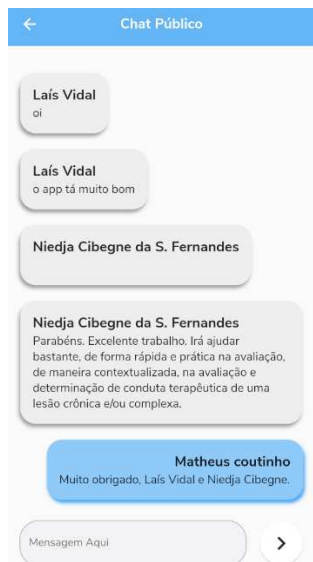 Chat Público
Laís Vidal
oi
Laís Vidal
o app tá muito bom
Niedja Cibegne da S. Fernandes
Niedja Cibegne da S. Fernandes
Parabéns. Excelente trabalho. Irá ajudar
bastante, de forma rápida e prática na avaliação,
de maneira contextualizada, na avaliação e
determinação de conduta terapêutica de uma
lesão crônica e/ou complexa.
Matheus coutinho
Muito obrigado, Laís Vidal e Niedja Cibegne.
Mensagem Aqui